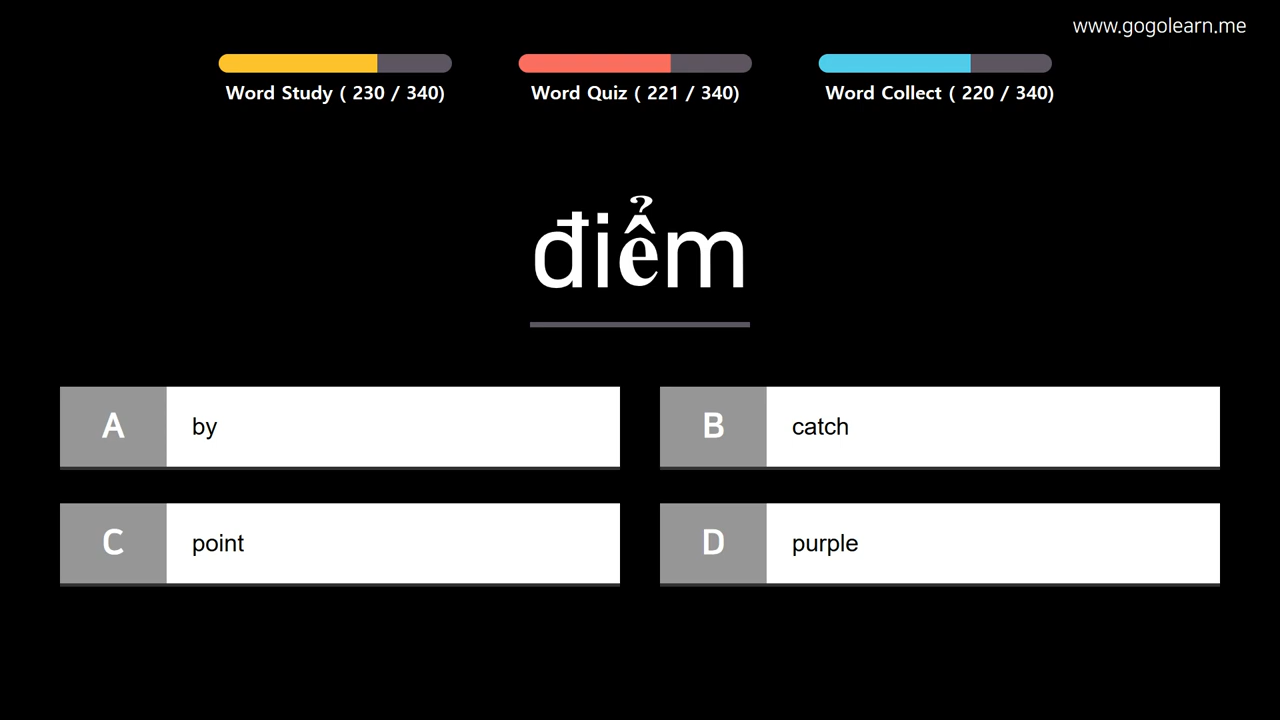 www.gogolearn.me
Word Study ( 230 / 340)
Word Quiz ( 221 / 340)
Word Collect ( 220 / 340)
điểm
A by
B catch
C point
D purple